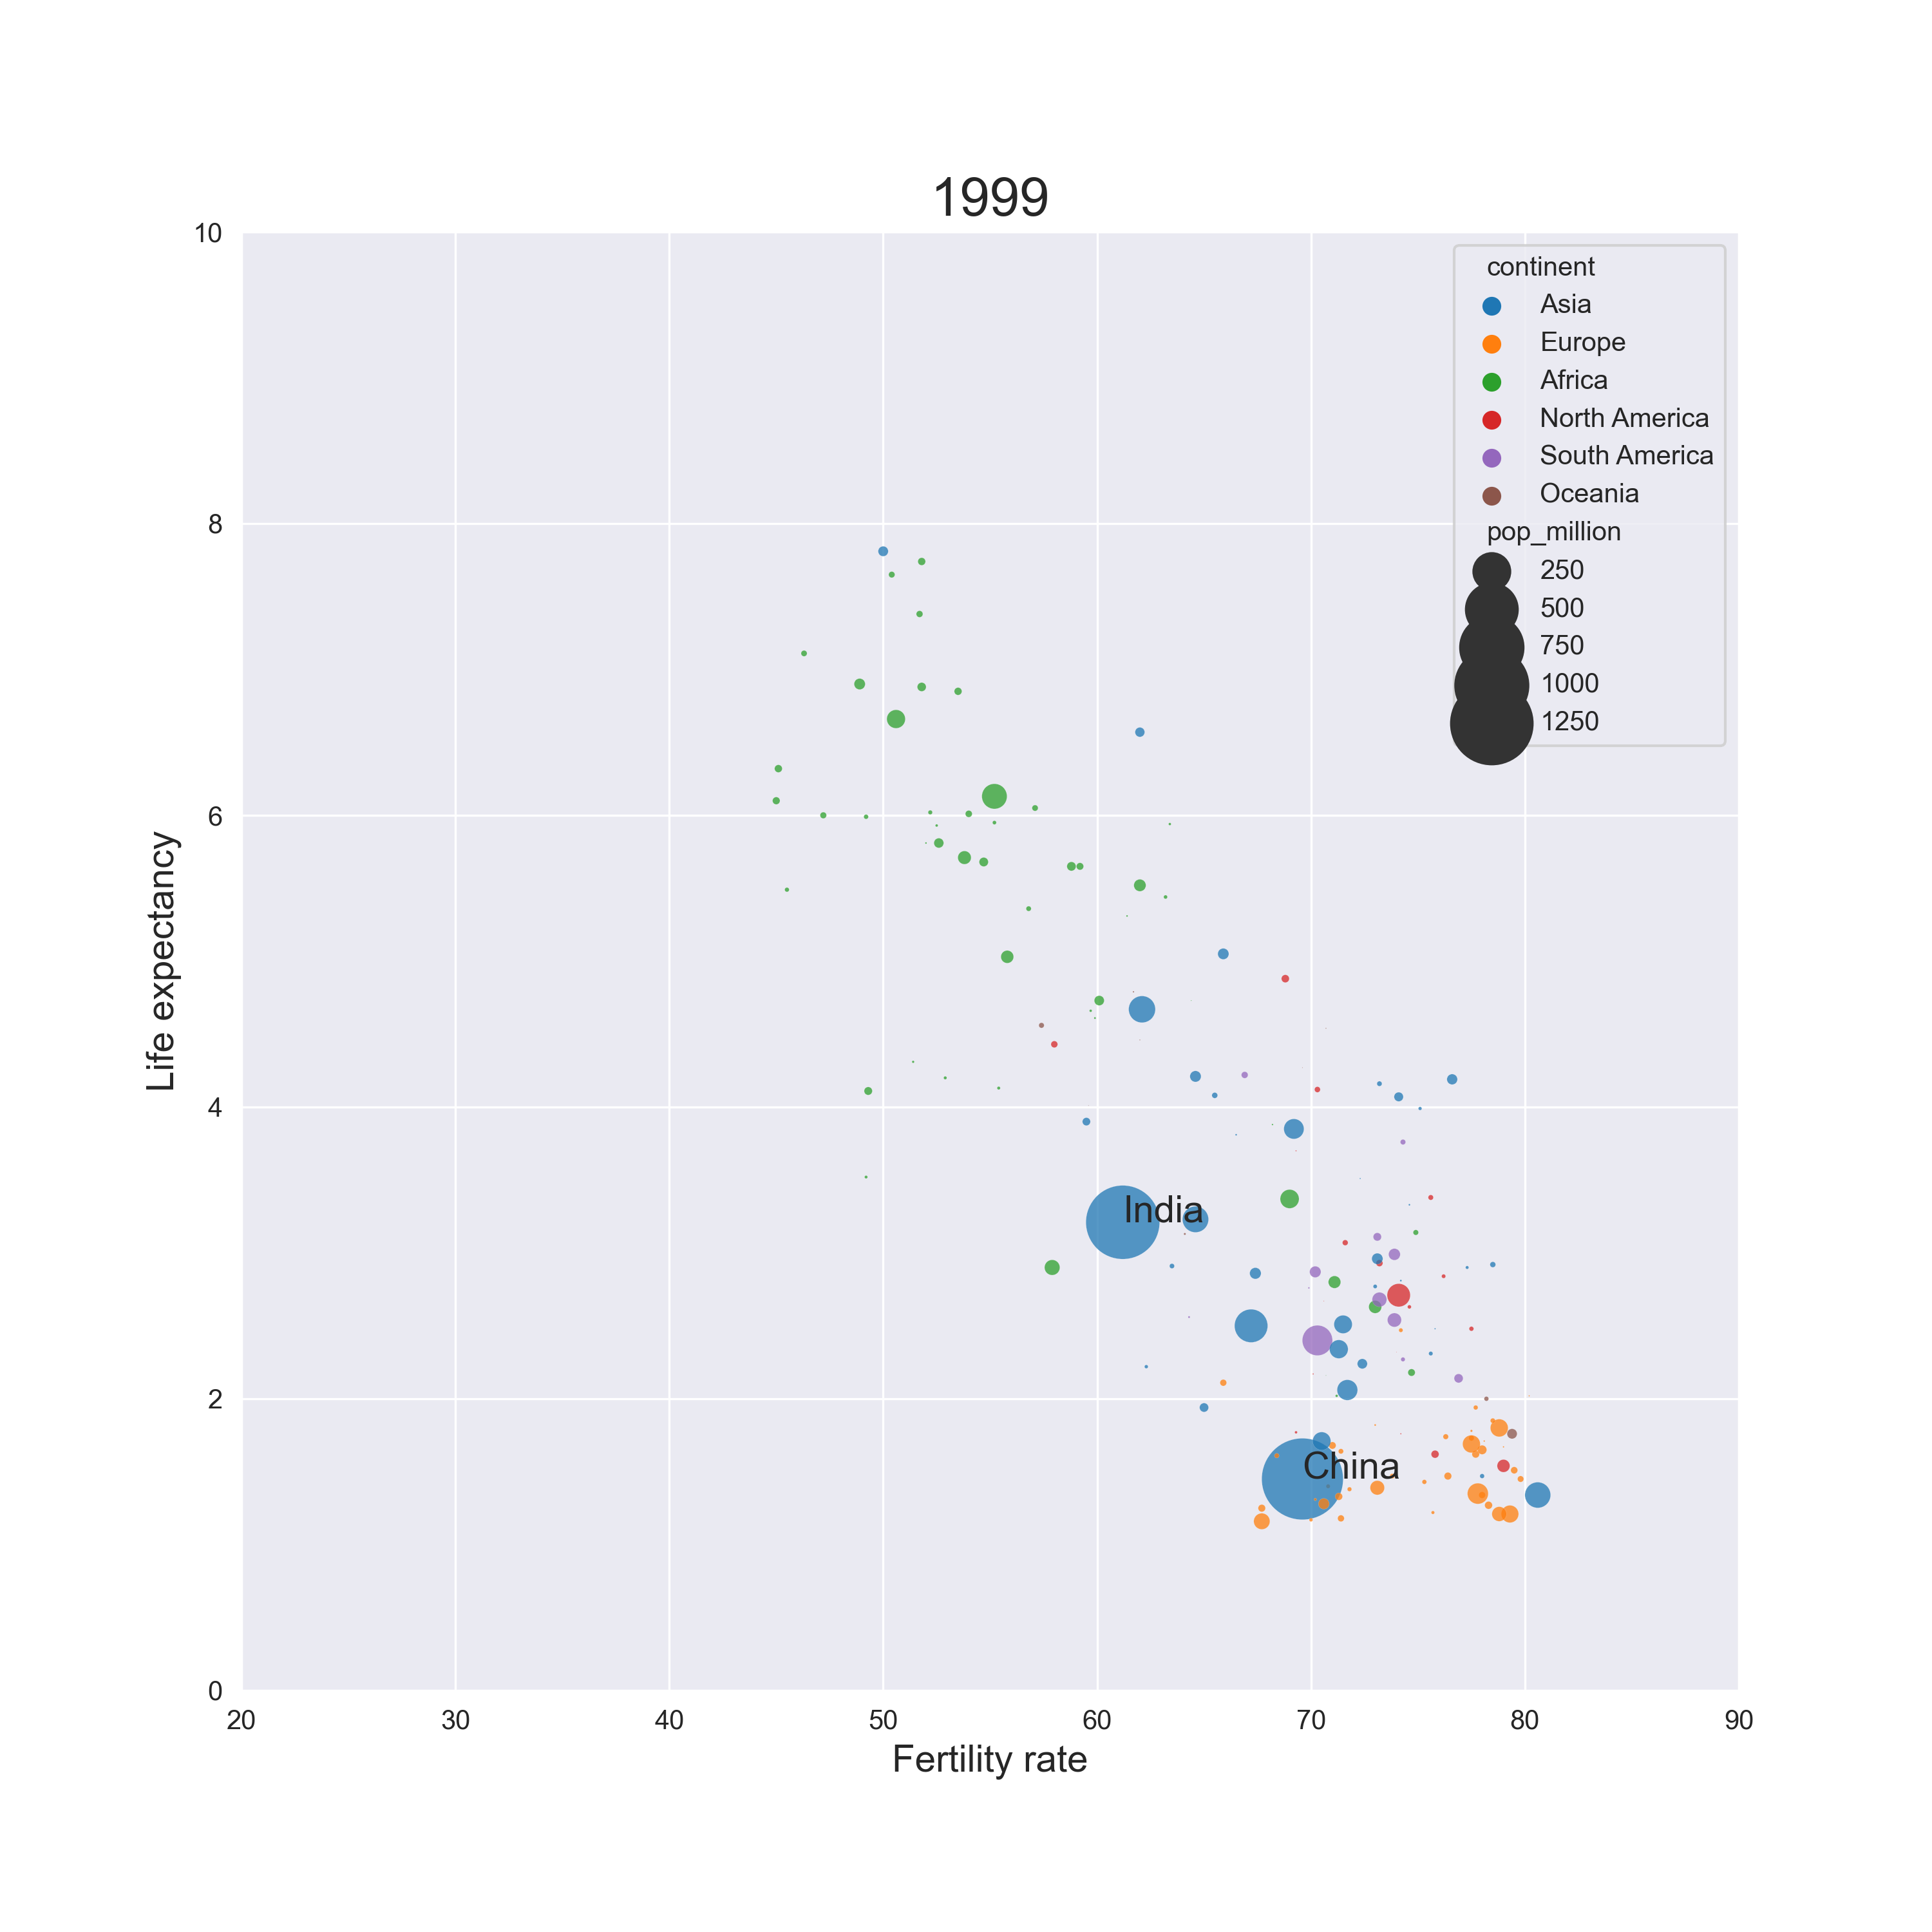 1999
10
8
6
4
2
0
Life expectancy
20 30 40 50 60 70 80 90
Fertility rate
India
China
continent
Asia
Europe
Africa
North America
South America
Oceania
pop_million
250
500
750
1000
1250